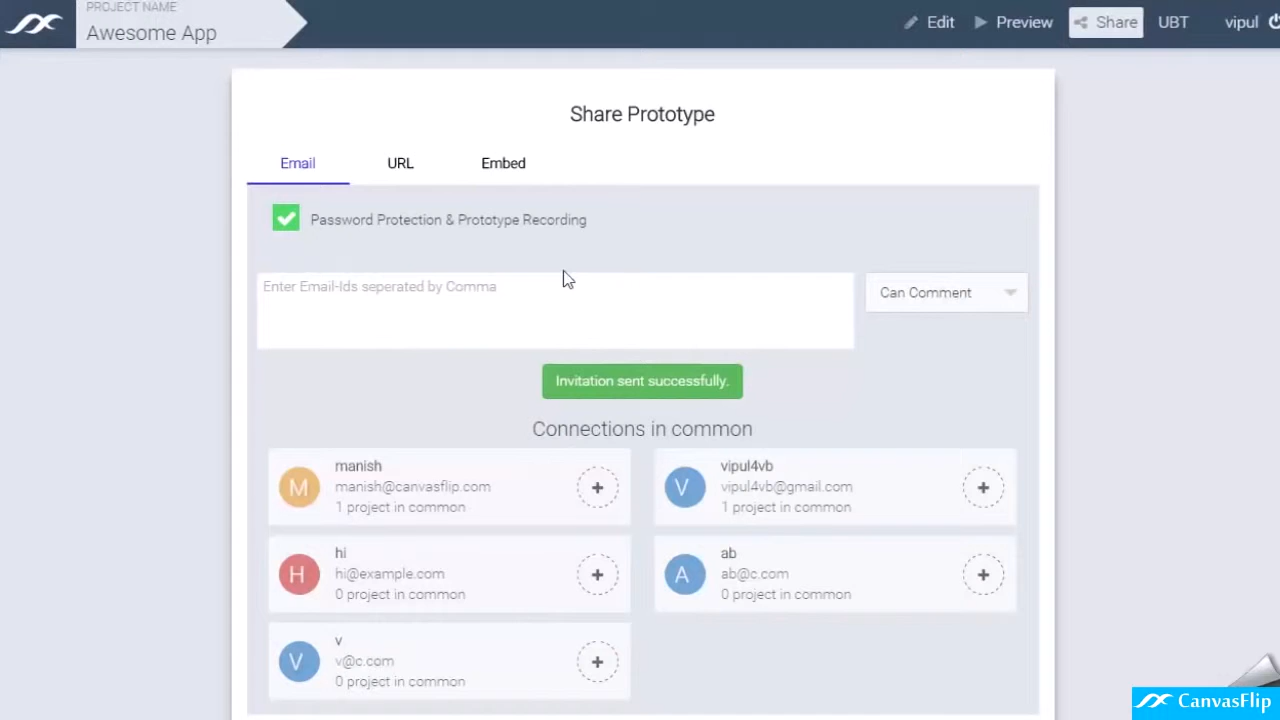 PROJECT NAME
Awesome App
Edit
Preview
Share
UBT
vipul
Share Prototype
Email
URL
Embed
Password Protection & Prototype Recording
Enter Email-Ids seperated by Comma
Can Comment
Invitation sent successfully.
Connections in common
manish
manish@canvasflip.com
1 project in common
vipul4vb
vipul4vb@gmail.com
1 project in common
H
hi
hi@example.com
0 project in common
A
ab
ab@c.com
0 project in common
V
v
v@c.com
0 project in common
M
V
CanvasFlip